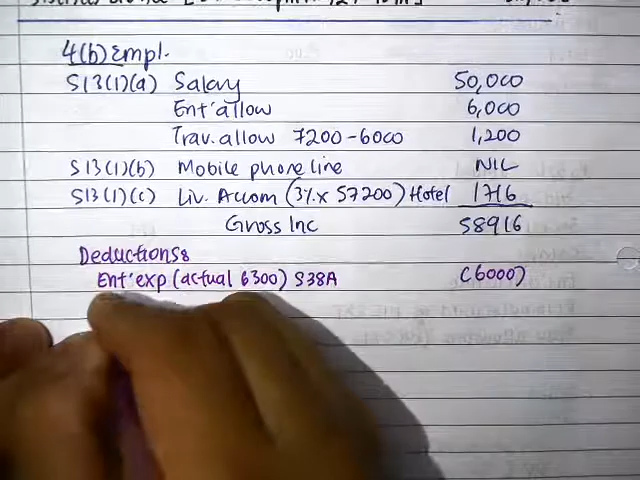 4(b) Empl.
S13(1)(a) Salary 50,000
Ent' allow 6,000
Trav. allow 7200-6000 1,200
S13(1)(b) Mobile phone line NIL
S13(1)(c) Liv. Accom (3% x 57200) Hotel 1716
Gross Inc 58916
Deductions:
Ent' exp (actual 6300) S38A (6000)